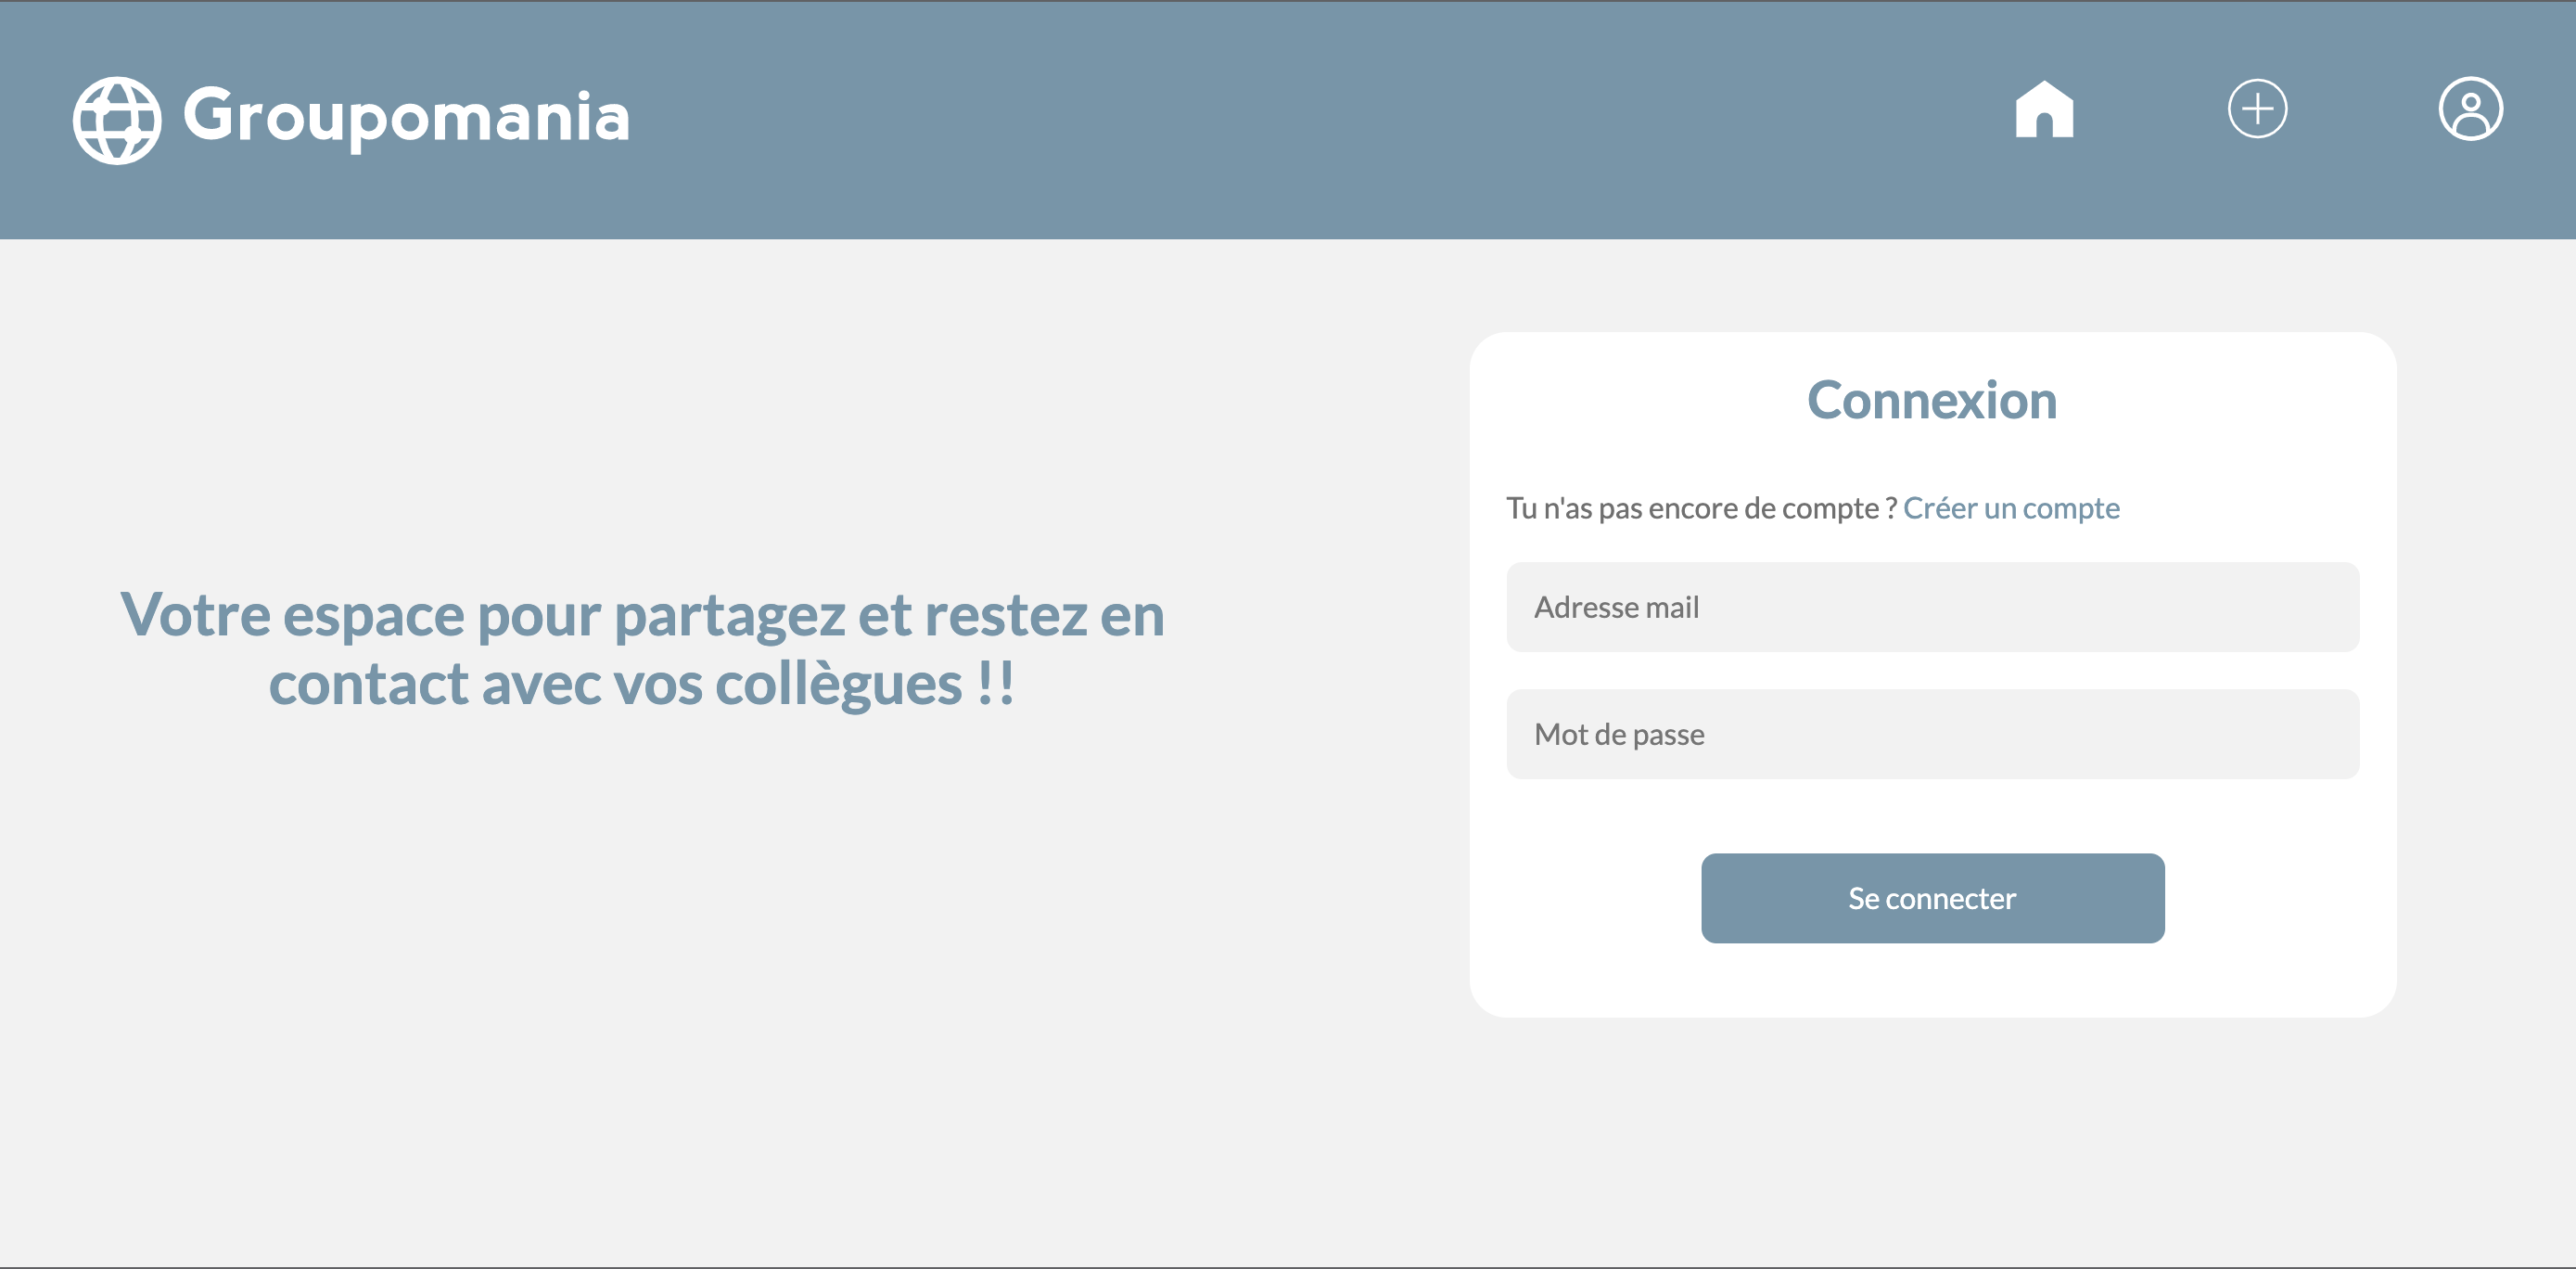 Groupomania
Votre espace pour partagez et restez en
contact avec vos collègues !!
Connexion
Tu n'as pas encore de compte ? Créer un compte
Adresse mail
Mot de passe
Se connecter